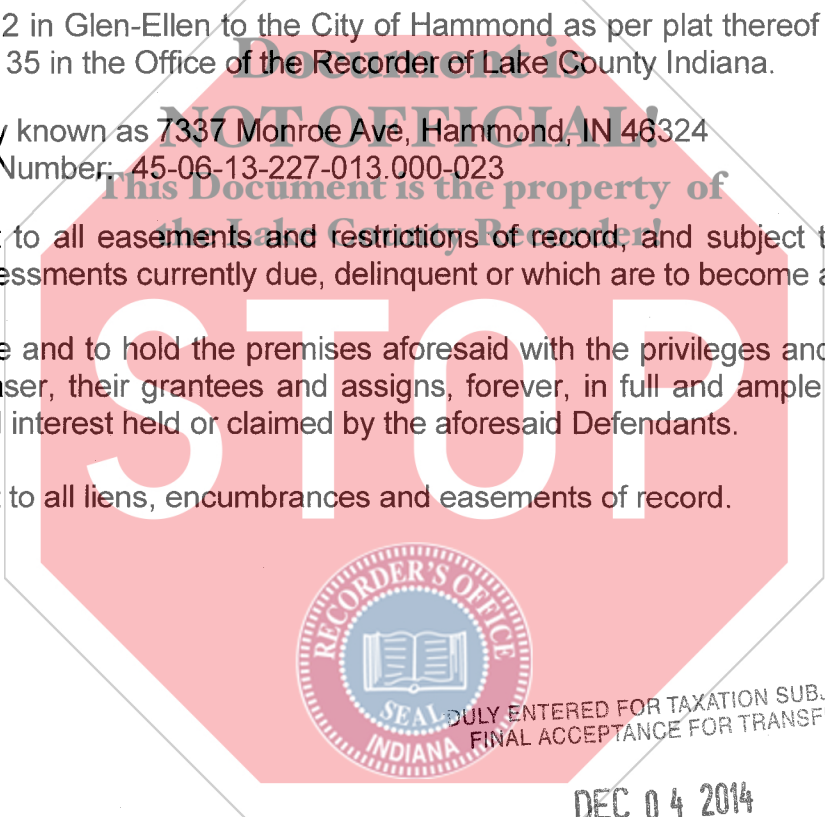 2 in Glen-Ellen to the City of Hammond as per plat thereof
35 in the Office of the Recorder of Lake County Indiana.
Document is
NOT OFFICIAL!
y known as 7337 Monroe Ave, Hammond, IN 46324
Number: 45-06-13-227-013.000-023
This Document is the property of
the Lake County Recorder!
to all easements and restrictions of record, and subject t
essments currently due, delinquent or which are to become a
STOP
e and to hold the premises aforesaid with the privileges and
aser, their grantees and assigns, forever, in full and ample
interest held or claimed by the aforesaid Defendants.
to all liens, encumbrances and easements of record.
RECORDER'S OFFICE
SEAL
INDIANA
DULY ENTERED FOR TAXATION SUBJ
FINAL ACCEPTANCE FOR TRANSF
DEC 04 2014